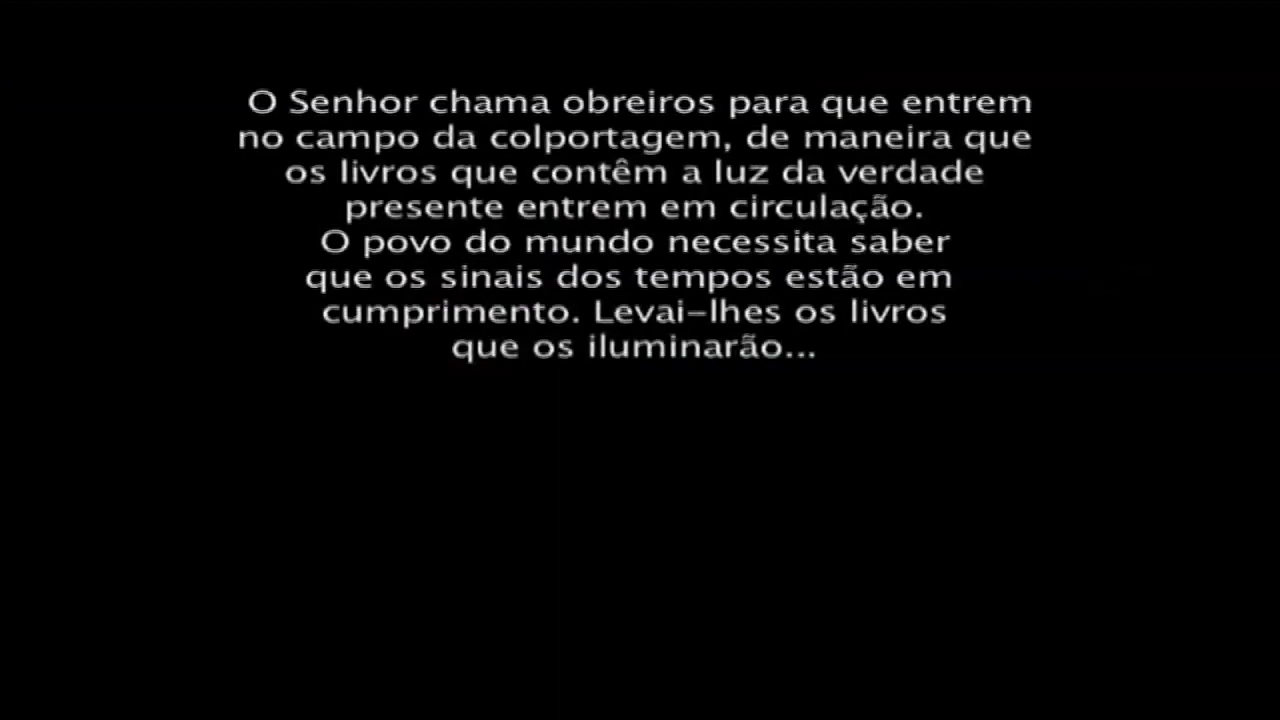 O Senhor chama obreiros para que entrem
no campo da colportagem, de maneira que
os livros que contêm a luz da verdade
presente entrem em circulação.
O povo do mundo necessita saber
que os sinais dos tempos estão em
cumprimento. Levai-lhes os livros
que os iluminarão...